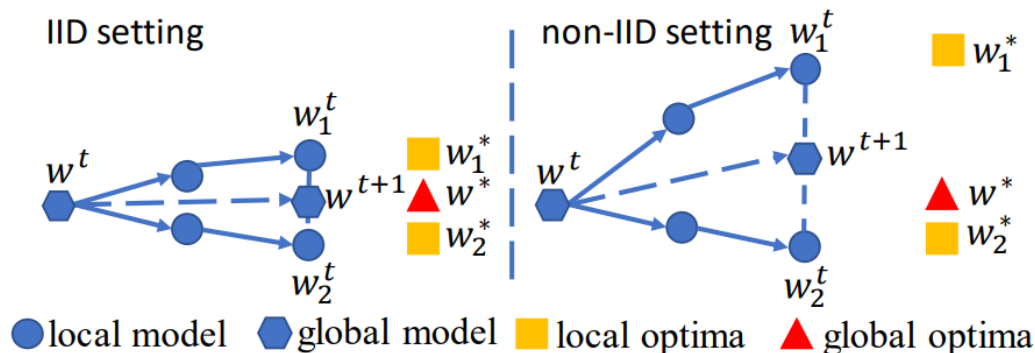 IID setting
w_1^t
w^t
w^{t+1}
w_2^t
w_1^*
w^*
w_2^*
non-IID setting
w_1^t
w^t
w^{t+1}
w_2^t
w_1^*
w^*
w_2^*
local model
global model
local optima
global optima